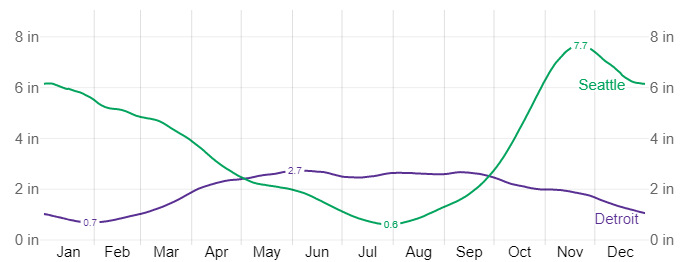 8 in 8 in
7.7
6 in Seattle 6 in
4 in 4 in
2.7
2 in 2 in
0.7 0.6 Detroit
0 in 0 in
Jan Feb Mar Apr May Jun Jul Aug Sep Oct Nov Dec